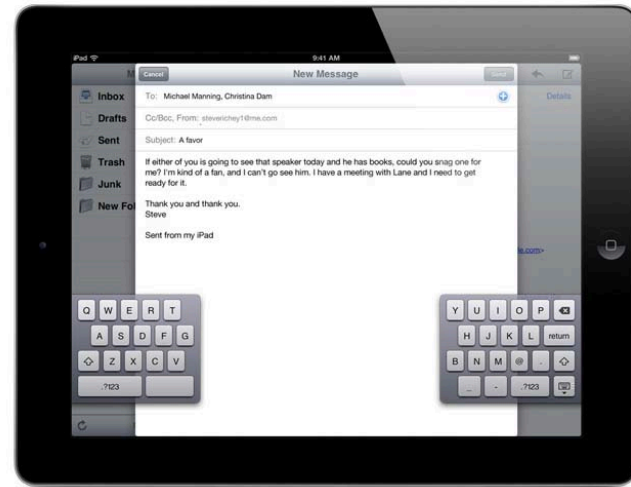 iPad
9:41 AM
M
Cancel
New Message
Send
Inbox
Drafts
Sent
Trash
Junk
New Fol
To: Michael Manning, Christina Dam
Details
Cc/Bcc, From: steverichey1@me.com
Subject: A favor
If either of you is going to see that speaker today and he has books, could you snag one for
me? I'm kind of a fan, and I can't go see him. I have a meeting with Lane and I need to get
ready for it.
Thank you and thank you.
Steve
Sent from my iPad
le.com>
Q W E R T
Y U I O P
A S D F G
H J K L return
Z X C V
B N M @ .
.?123
_ - .?123